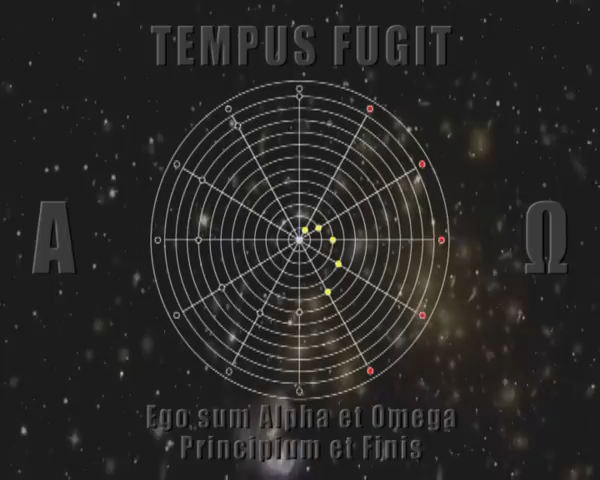 TEMPUS FUGIT
A Ω
Ego sum Alpha et Omega
Principium et Finis